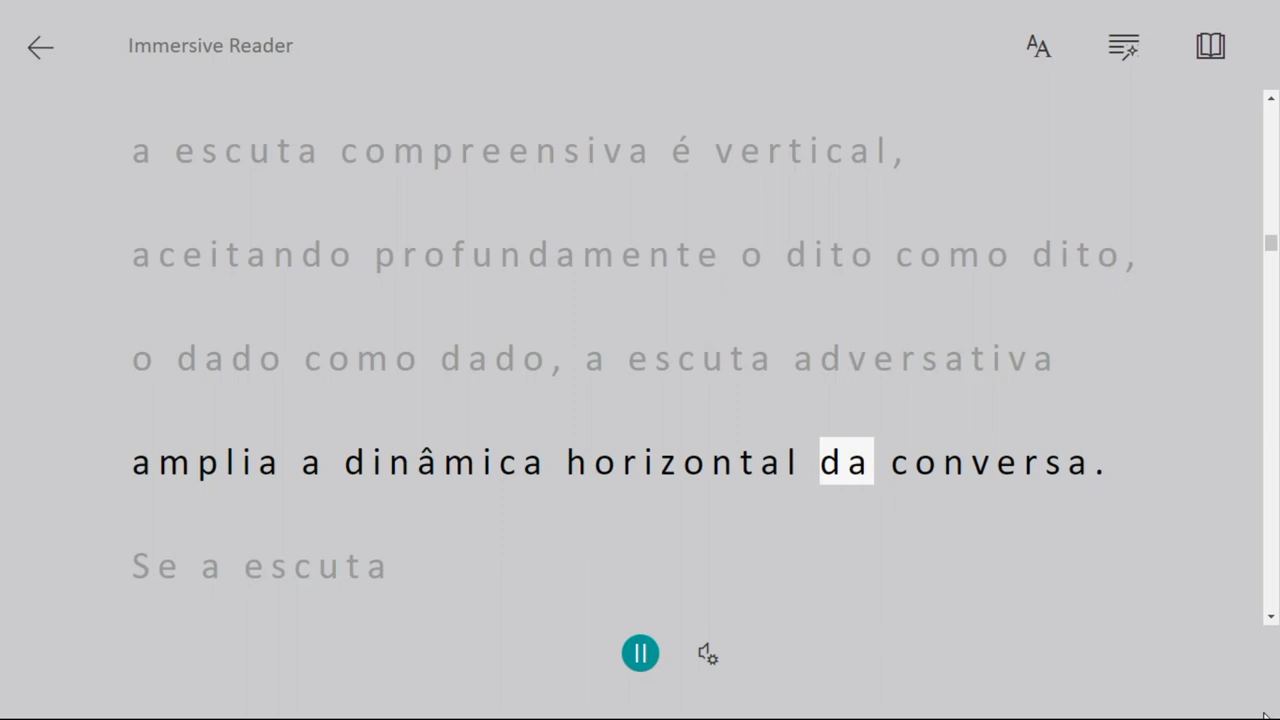 Immersive Reader
a escuta compreensiva é vertical,
aceitando profundamente o dito como dito,
o dado como dado, a escuta adversativa
amplia a dinâmica horizontal da conversa.
Se a escuta